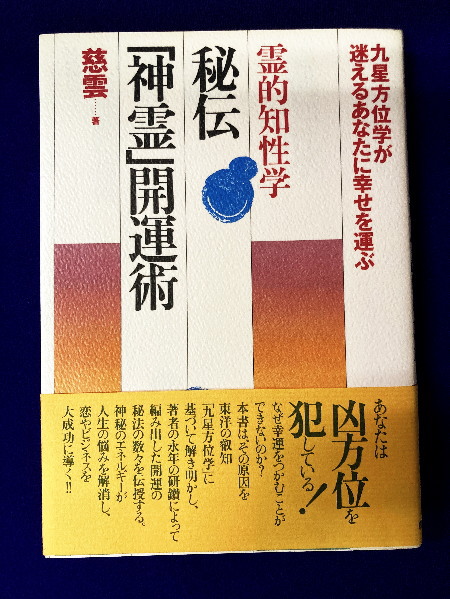 九星方位学が
迷えるあなたに幸せを運ぶ
霊的知性学
秘伝
「神霊」開運術
慈雲……著
あなたは
凶方位を
犯している!
なぜ幸運をつかむことが
できないのか?
本書は、その原因を
東洋の叡知
「九星方位学」に
基づいて解き明かし、
著者の永年の研鑽によって
編み出した開運の
秘法の数々を伝授する。
神秘のエネルギーが
人生の悩みを解消し、
恋やビジネスを
大成功に導く!!